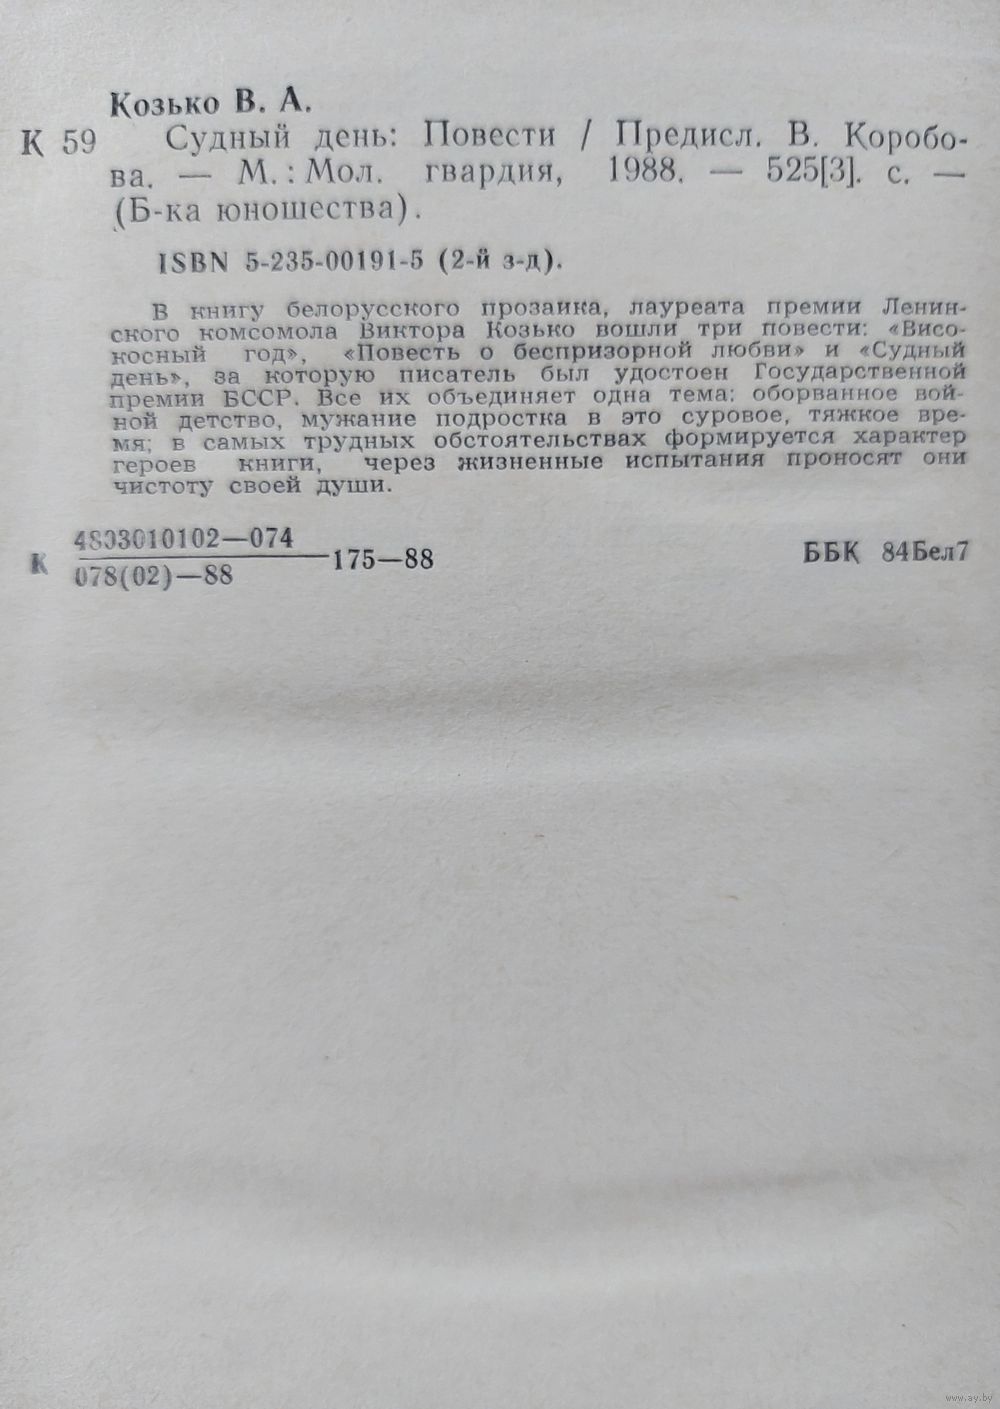 Козько В. А.
К 59 Судный день: Повести / Предисл. В. Коробо-
ва. — М.: Мол. гвардия, 1988. — 525[3]. с. —
(Б-ка юношества).
ISBN 5-235-00191-5 (2-й з-д).
В книгу белорусского прозаика, лауреата премии Ленин-
ского комсомола Виктора Козько вошли три повести: «Висо-
косный год», «Повесть о беспризорной любви» и «Судный
день», за которую писатель был удостоен Государственной
премии БССР. Все их объединяет одна тема: оборванное вой-
ной детство, мужание подростка в это суровое, тяжкое вре-
мя; в самых трудных обстоятельствах формируется характер
героев книги, через жизненные испытания проносят они
чистоту своей души.
4803010102—074
К 175—88 ББК 84Бел7
078(02)—88
www.ay.by